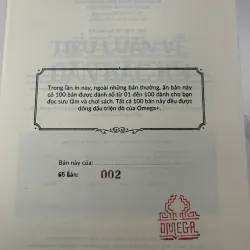 Trong lần in này, ngoài những bản thường, ấn bản này
có 100 bản được đánh số từ 01 đến 100 dành cho bạn
đọc sưu tầm và chơi sách. Tất cả 100 bản này đều được
đóng dấu triện đỏ của Omega+.
Bản này của:
Số Bản: 002
OMEGA